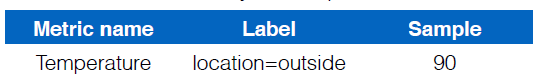 Metric name Label Sample
Temperature location=outside 90